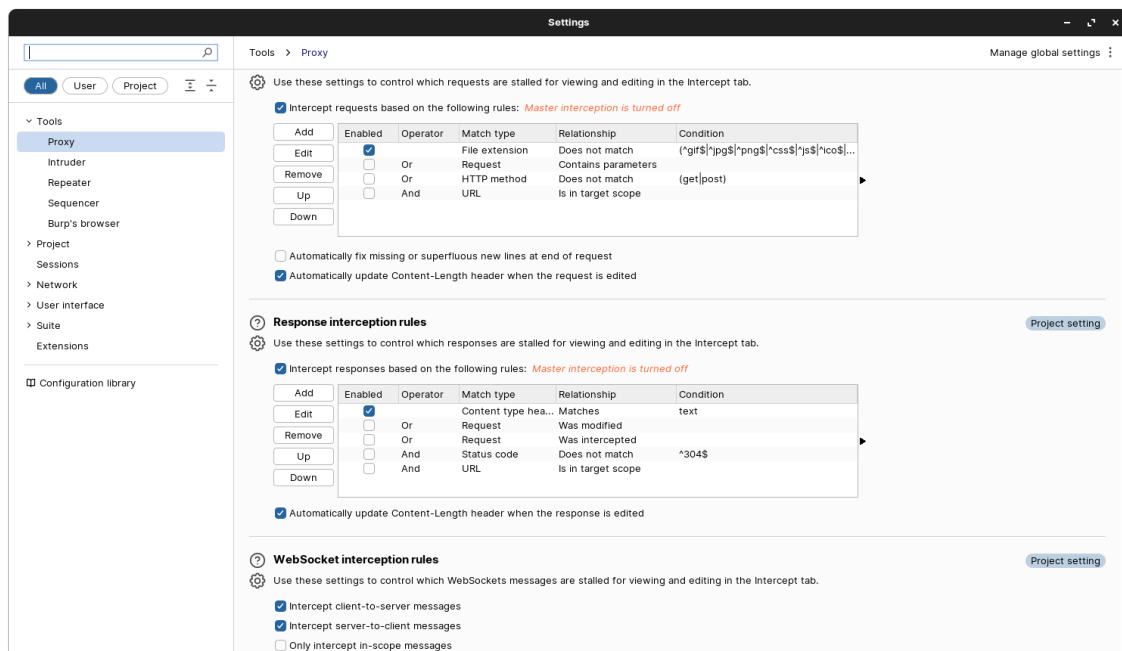 Settings
Tools > Proxy
Manage global settings
All User Project
Tools
Proxy
Intruder
Repeater
Sequencer
Burp's browser
Project
Sessions
Network
User interface
Suite
Extensions
Configuration library
Use these settings to control which requests are stalled for viewing and editing in the Intercept tab.
Intercept requests based on the following rules: Master interception is turned off
Add
Edit
Remove
Up
Down
Enabled Operator Match type Relationship Condition
File extension Does not match (^gif$|^jpg$|^png$|^css$|^js$|^ico$|...
Or Request Contains parameters
Or HTTP method Does not match (get|post)
And URL Is in target scope
Automatically fix missing or superfluous new lines at end of request
Automatically update Content-Length header when the request is edited
Response interception rules
Project setting
Use these settings to control which responses are stalled for viewing and editing in the Intercept tab.
Intercept responses based on the following rules: Master interception is turned off
Add
Edit
Remove
Up
Down
Enabled Operator Match type Relationship Condition
Content type hea... Matches text
Or Request Was modified
Or Request Was intercepted
And Status code Does not match ^304$
And URL Is in target scope
Automatically update Content-Length header when the response is edited
WebSocket interception rules
Project setting
Use these settings to control which WebSockets messages are stalled for viewing and editing in the Intercept tab.
Intercept client-to-server messages
Intercept server-to-client messages
Only intercept in-scope messages